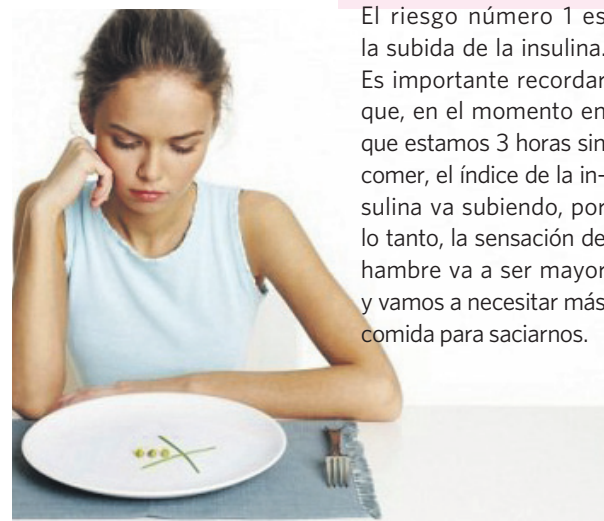 El riesgo número 1 es
la subida de la insulina.
Es importante recordar
que, en el momento en
que estamos 3 horas sin
comer, el índice de la in-
sulina va subiendo, por
lo tanto, la sensación de
hambre va a ser mayor
y vamos a necesitar más
comida para saciarnos.